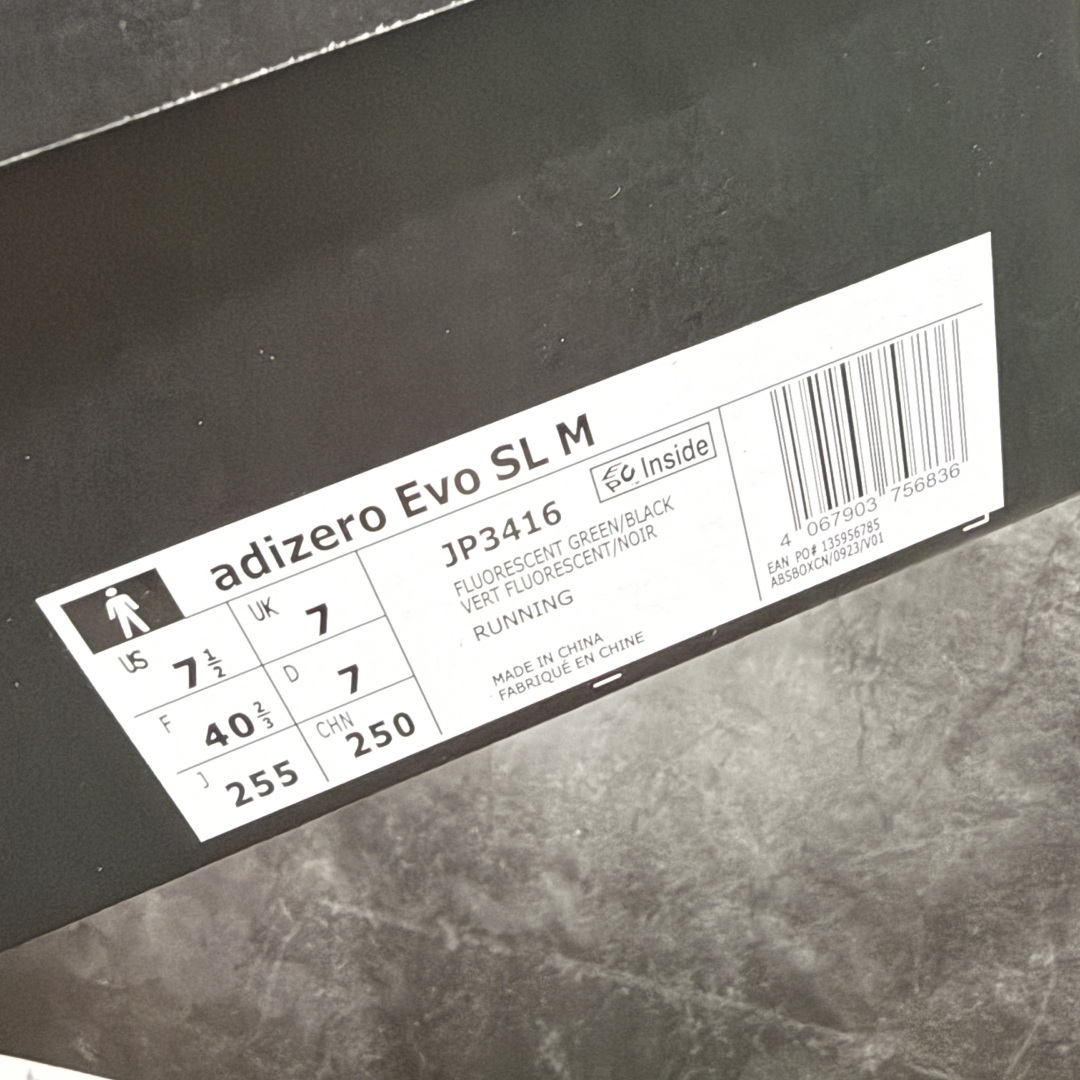 adizero Evo SL M
US 7½
UK 7
F 40⅔
D 7
J 255
CHN 250
JP3416
EPC Inside
FLUORESCENT GREEN/BLACK
VERT FLUORESCENT/NOIR
RUNNING
MADE IN CHINA
FABRIQUÉ EN CHINE
4 067903 756836
EAN PO# 135956785
ABSBOXCN/0923/V01